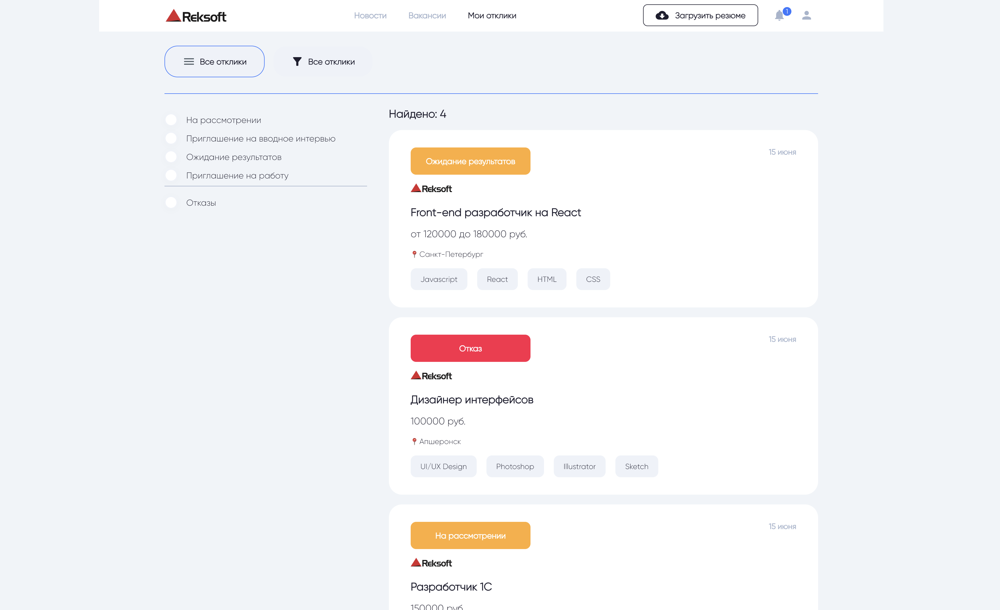 Reksoft
Новости
Вакансии
Мои отклики
Загрузить резюме
1
Все отклики
Все отклики
На рассмотрении
Приглашение на вводное интервью
Ожидание результатов
Приглашение на работу
Отказы
Найдено: 4
Ожидание результатов
15 июня
Reksoft
Front-end разработчик на React
от 120000 до 180000 руб.
Санкт-Петербург
Javascript
React
HTML
CSS
Отказ
15 июня
Reksoft
Дизайнер интерфейсов
100000 руб.
Апшеронск
UI/UX Design
Photoshop
Illustrator
Sketch
На рассмотрении
15 июня
Reksoft
Разработчик 1С
150000 руб.